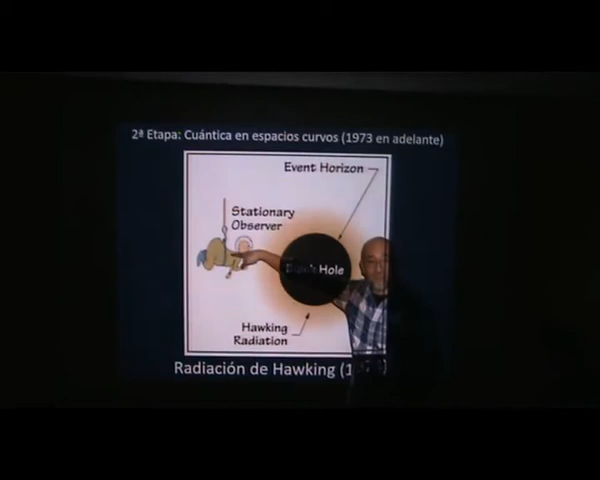 2ª Etapa: Cuántica en espacios curvos (1973 en adelante)
Event Horizon
Stationary
Observer
Hole
Hawking
Radiation
Radiación de Hawking (1